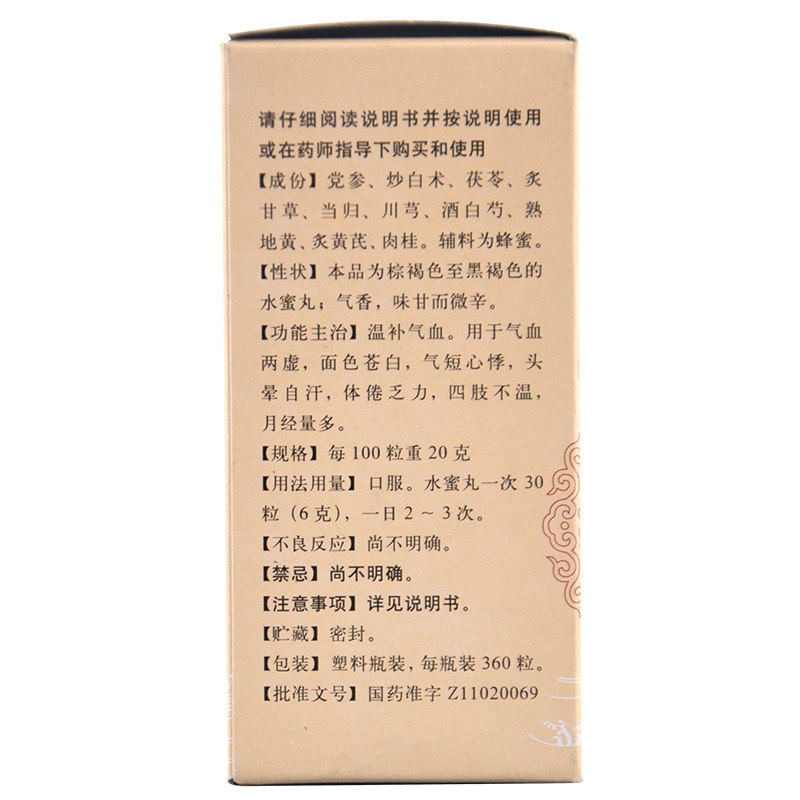 请仔细阅读说明书并按说明使用
或在药师指导下购买和使用
【成份】党参、炒白术、茯苓、炙
甘草、当归、川芎、酒白芍、熟
地黄、炙黄芪、肉桂。辅料为蜂蜜。
【性状】本品为棕褐色至黑褐色的
水蜜丸；气香，味甘而微辛。
【功能主治】温补气血。用于气血
两虚，面色苍白，气短心悸，头
晕自汗，体倦乏力，四肢不温，
月经量多。
【规格】每100粒重20克
【用法用量】口服。水蜜丸一次30
粒（6克），一日2～3次。
【不良反应】尚不明确。
【禁忌】尚不明确。
【注意事项】详见说明书。
【贮藏】密封。
【包装】塑料瓶装，每瓶装360粒。
【批准文号】国药准字Z11020069